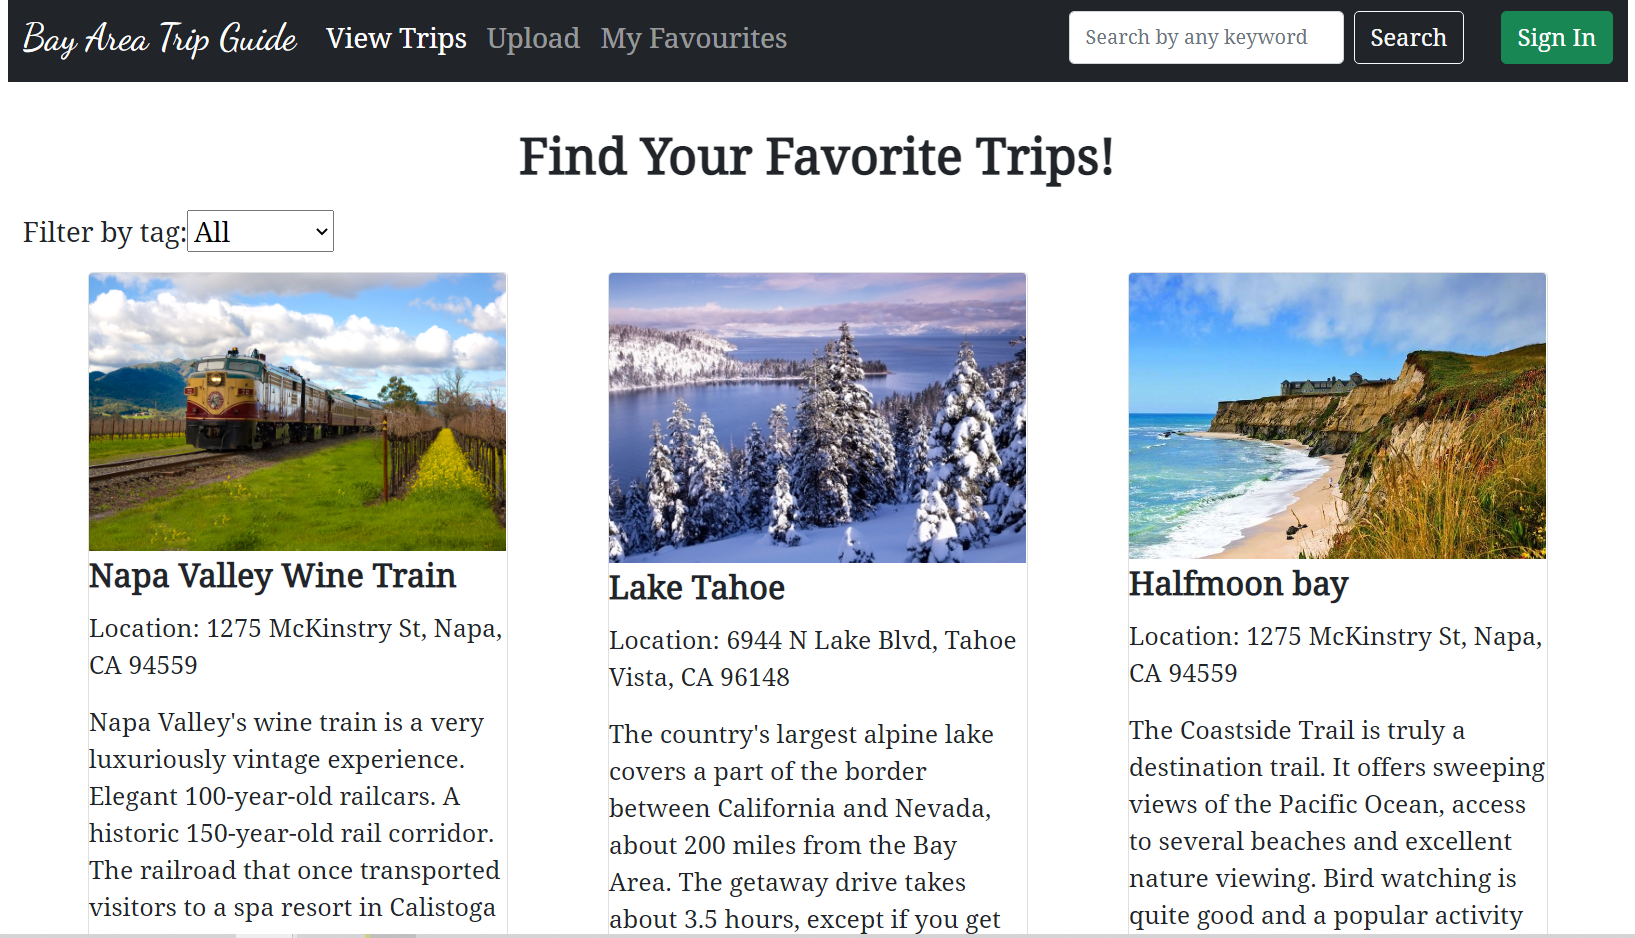 Bay Area Trip Guide View Trips Upload My Favourites Search by any keyword Search Sign In
Find Your Favorite Trips!
Filter by tag: All
Napa Valley Wine Train
Location: 1275 McKinstry St, Napa,
CA 94559
Napa Valley's wine train is a very
luxuriously vintage experience.
Elegant 100-year-old railcars. A
historic 150-year-old rail corridor.
The railroad that once transported
visitors to a spa resort in Calistoga
Lake Tahoe
Location: 6944 N Lake Blvd, Tahoe
Vista, CA 96148
The country's largest alpine lake
covers a part of the border
between California and Nevada,
about 200 miles from the Bay
Area. The getaway drive takes
about 3.5 hours, except if you get
Halfmoon bay
Location: 1275 McKinstry St, Napa,
CA 94559
The Coastside Trail is truly a
destination trail. It offers sweeping
views of the Pacific Ocean, access
to several beaches and excellent
nature viewing. Bird watching is
quite good and a popular activity